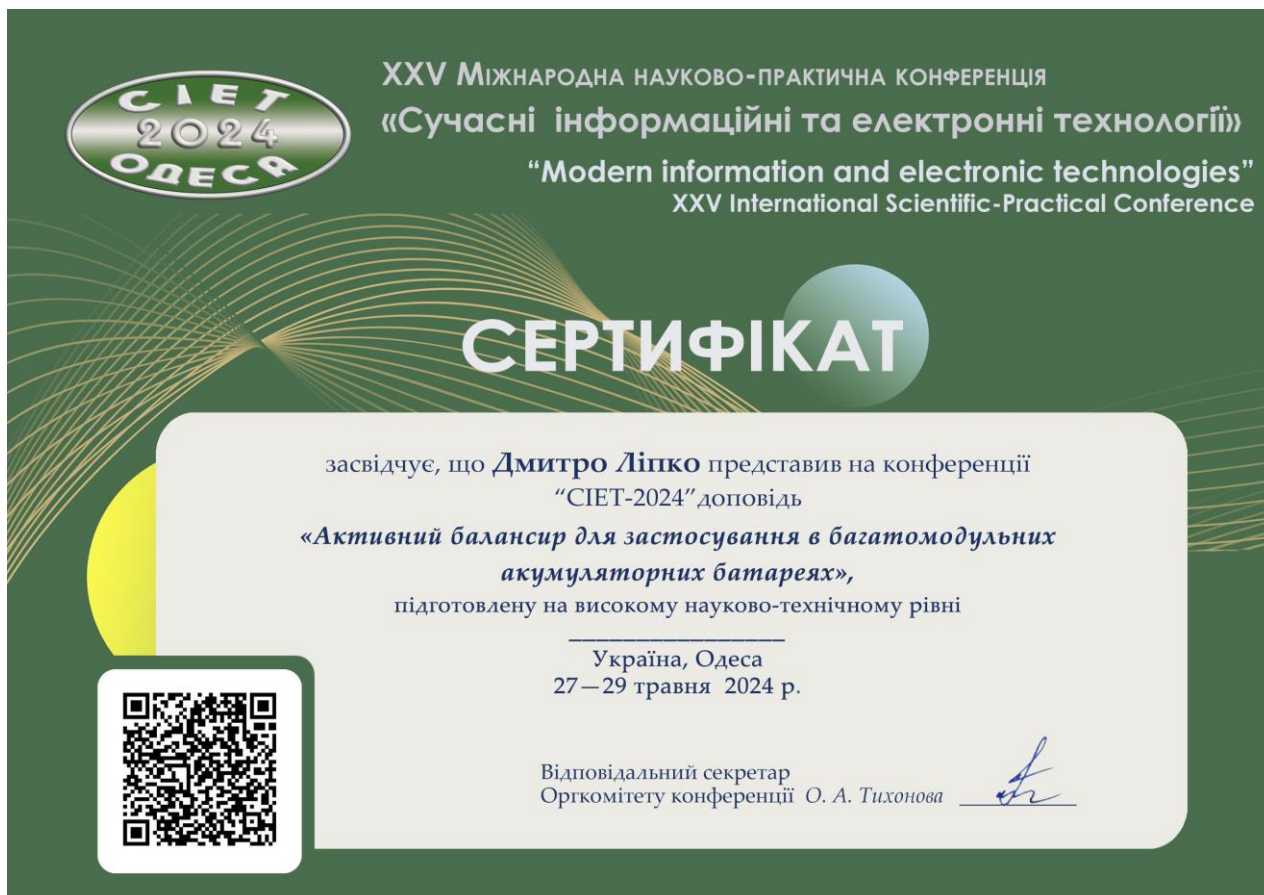 СІЕТ
2024
ОДЕСА
XXV Міжнародна науково-практична конференція
«Сучасні інформаційні та електронні технології»
“Modern information and electronic technologies”
XXV International Scientific-Practical Conference
СЕРТИФІКАТ
засвідчує, що Дмитро Ліпко представив на конференції
“СІЕТ-2024”доповідь
«Активний балансир для застосування в багатомодульних
акумуляторних батареях»,
підготовлену на високому науково-технічному рівні
Україна, Одеса
27—29 травня 2024 р.
Відповідальний секретар
Оргкомітету конференції О. А. Тихонова